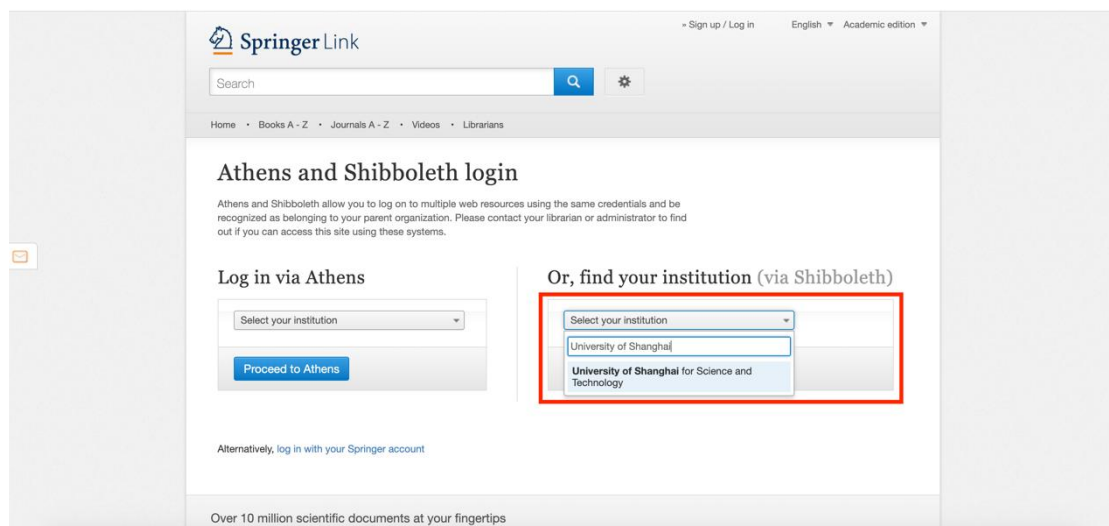 » Sign up / Log in English Academic edition
Springer Link
Search
Home • Books A - Z • Journals A - Z • Videos • Librarians
Athens and Shibboleth login
Athens and Shibboleth allow you to log on to multiple web resources using the same credentials and be
recognized as belonging to your parent organization. Please contact your librarian or administrator to find
out if you can access this site using these systems.
Log in via Athens
Select your institution
Proceed to Athens
Or, find your institution (via Shibboleth)
Select your institution
University of Shanghai
University of Shanghai for Science and
Technology
Alternatively, log in with your Springer account
Over 10 million scientific documents at your fingertips